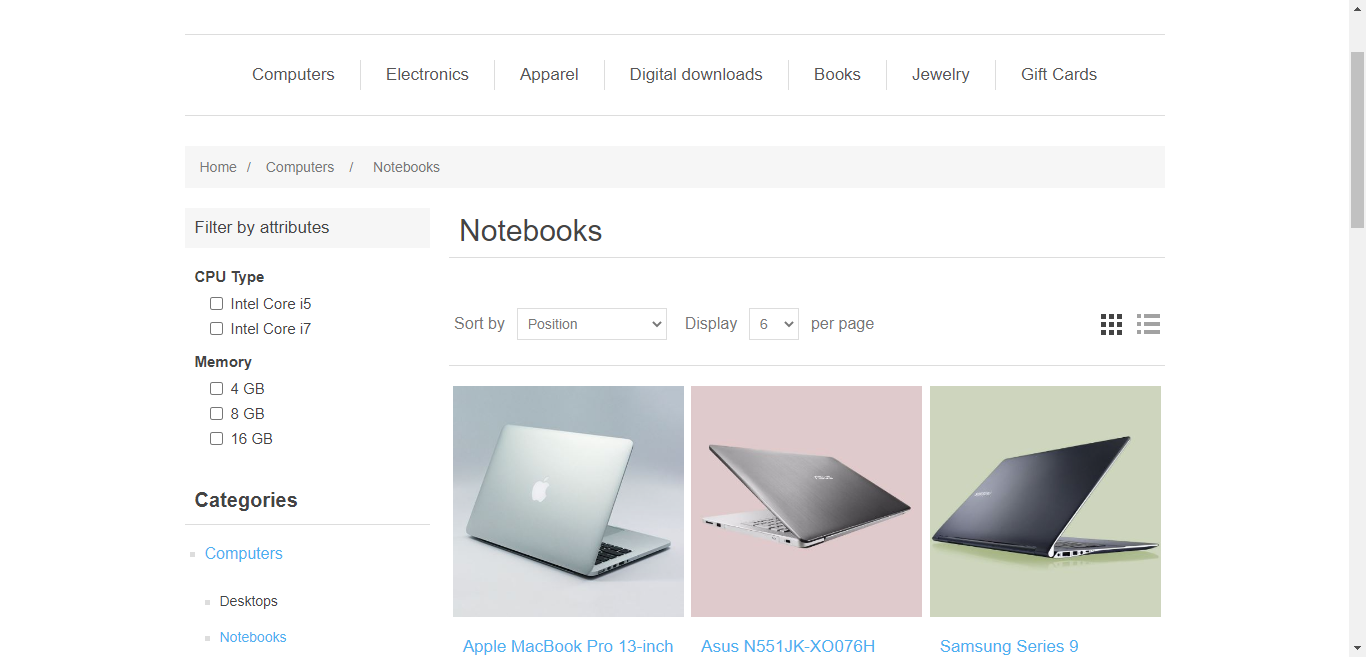 Computers Electronics Apparel Digital downloads Books Jewelry Gift Cards
Home / Computers / Notebooks
Filter by attributes
CPU Type
Intel Core i5
Intel Core i7
Memory
4 GB
8 GB
16 GB
Categories
Computers
Desktops
Notebooks
Notebooks
Sort by Position Display 6 per page
ASUS
Apple MacBook Pro 13-inch
Asus N551JK-XO076H
Samsung Series 9